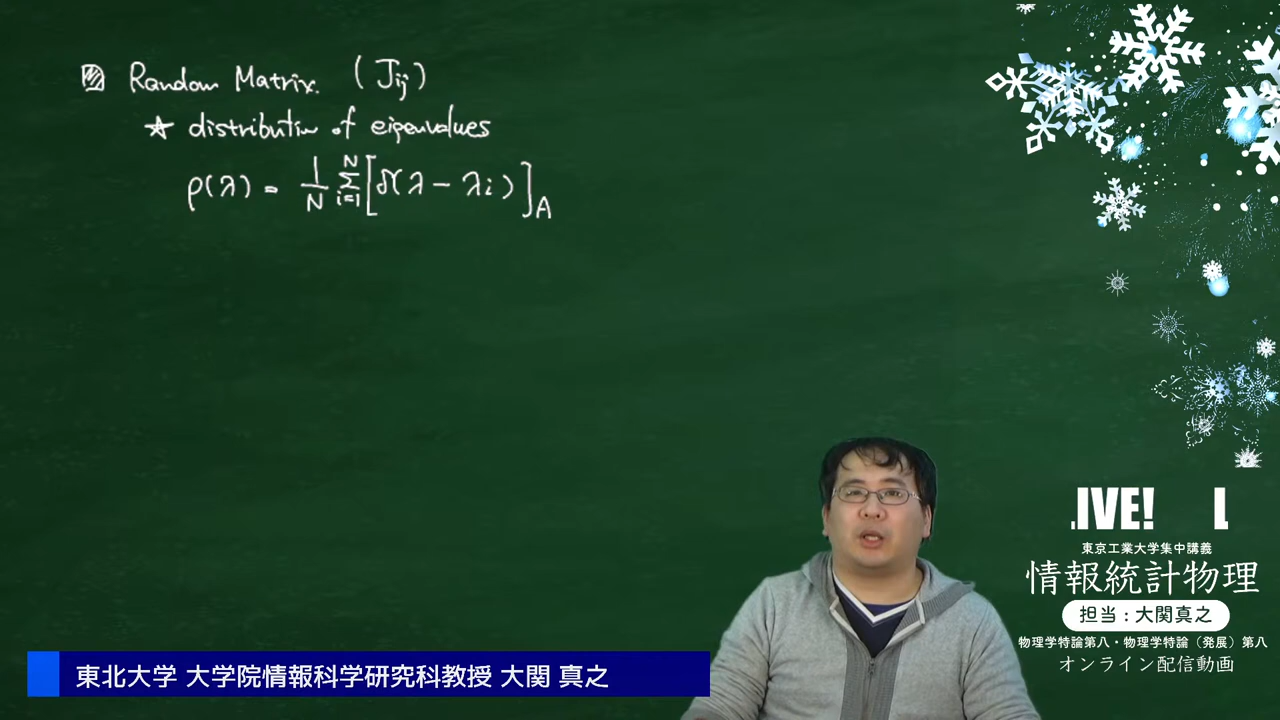 Random Matrix. (Jij)
★ distribution of eigenvalues
ρ(λ) = 1/N Σ_{i=1}^{N} [δ(λ − λi)]_A
.IVE! L
東京工業大学集中講義
情報統計物理
担当：大関真之
物理学特論第八・物理学特論（発展）第八
オンライン配信動画
東北大学 大学院情報科学研究科教授 大関 真之